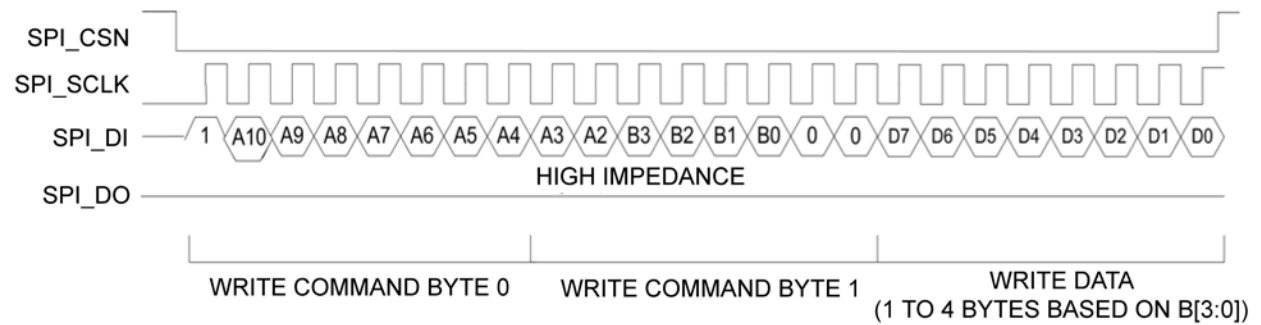 SPI_CSN
SPI_SCLK
SPI_DI 1 A10 A9 A8 A7 A6 A5 A4 A3 A2 B3 B2 B1 B0 0 0 D7 D6 D5 D4 D3 D2 D1 D0
HIGH IMPEDANCE
SPI_DO
WRITE COMMAND BYTE 0 WRITE COMMAND BYTE 1 WRITE DATA
(1 TO 4 BYTES BASED ON B[3:0])